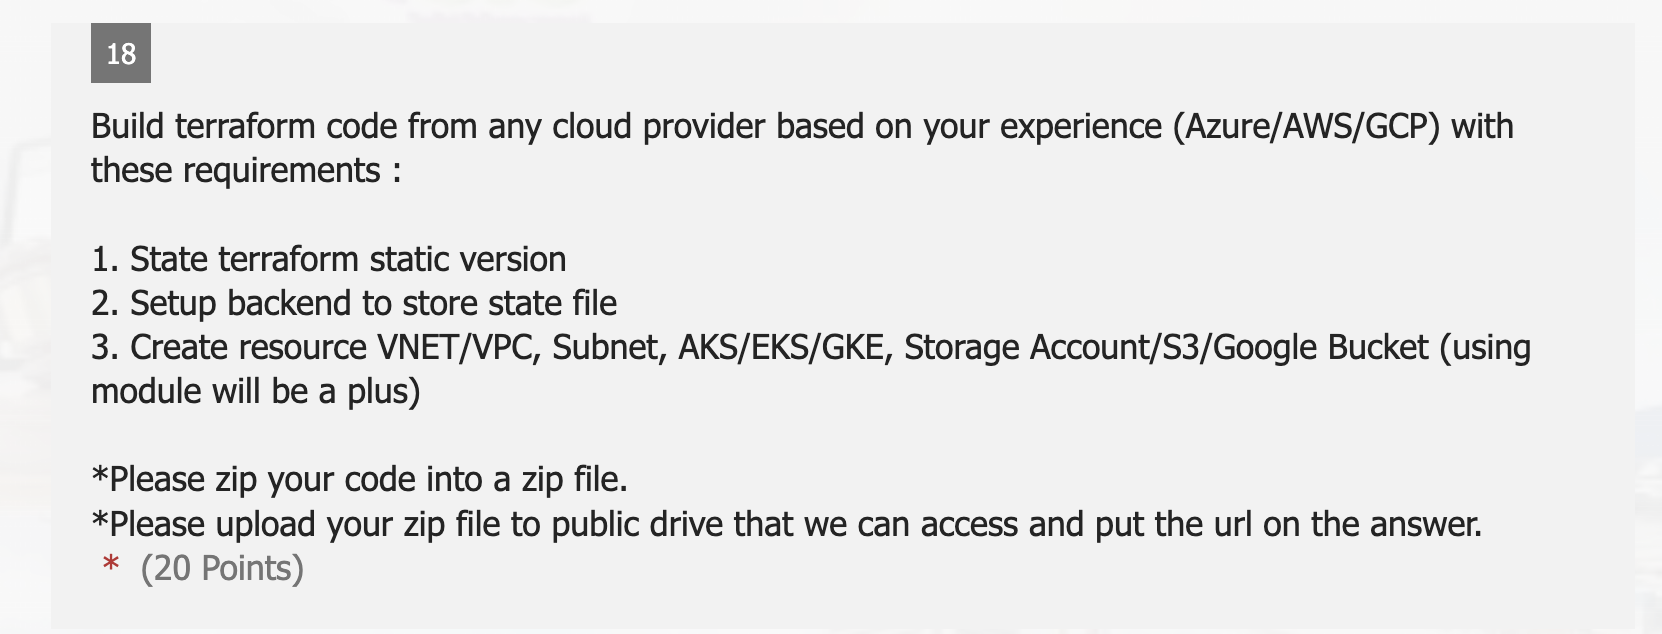 18
Build terraform code from any cloud provider based on your experience (Azure/AWS/GCP) with
these requirements :
1. State terraform static version
2. Setup backend to store state file
3. Create resource VNET/VPC, Subnet, AKS/EKS/GKE, Storage Account/S3/Google Bucket (using
module will be a plus)
*Please zip your code into a zip file.
*Please upload your zip file to public drive that we can access and put the url on the answer.
* (20 Points)